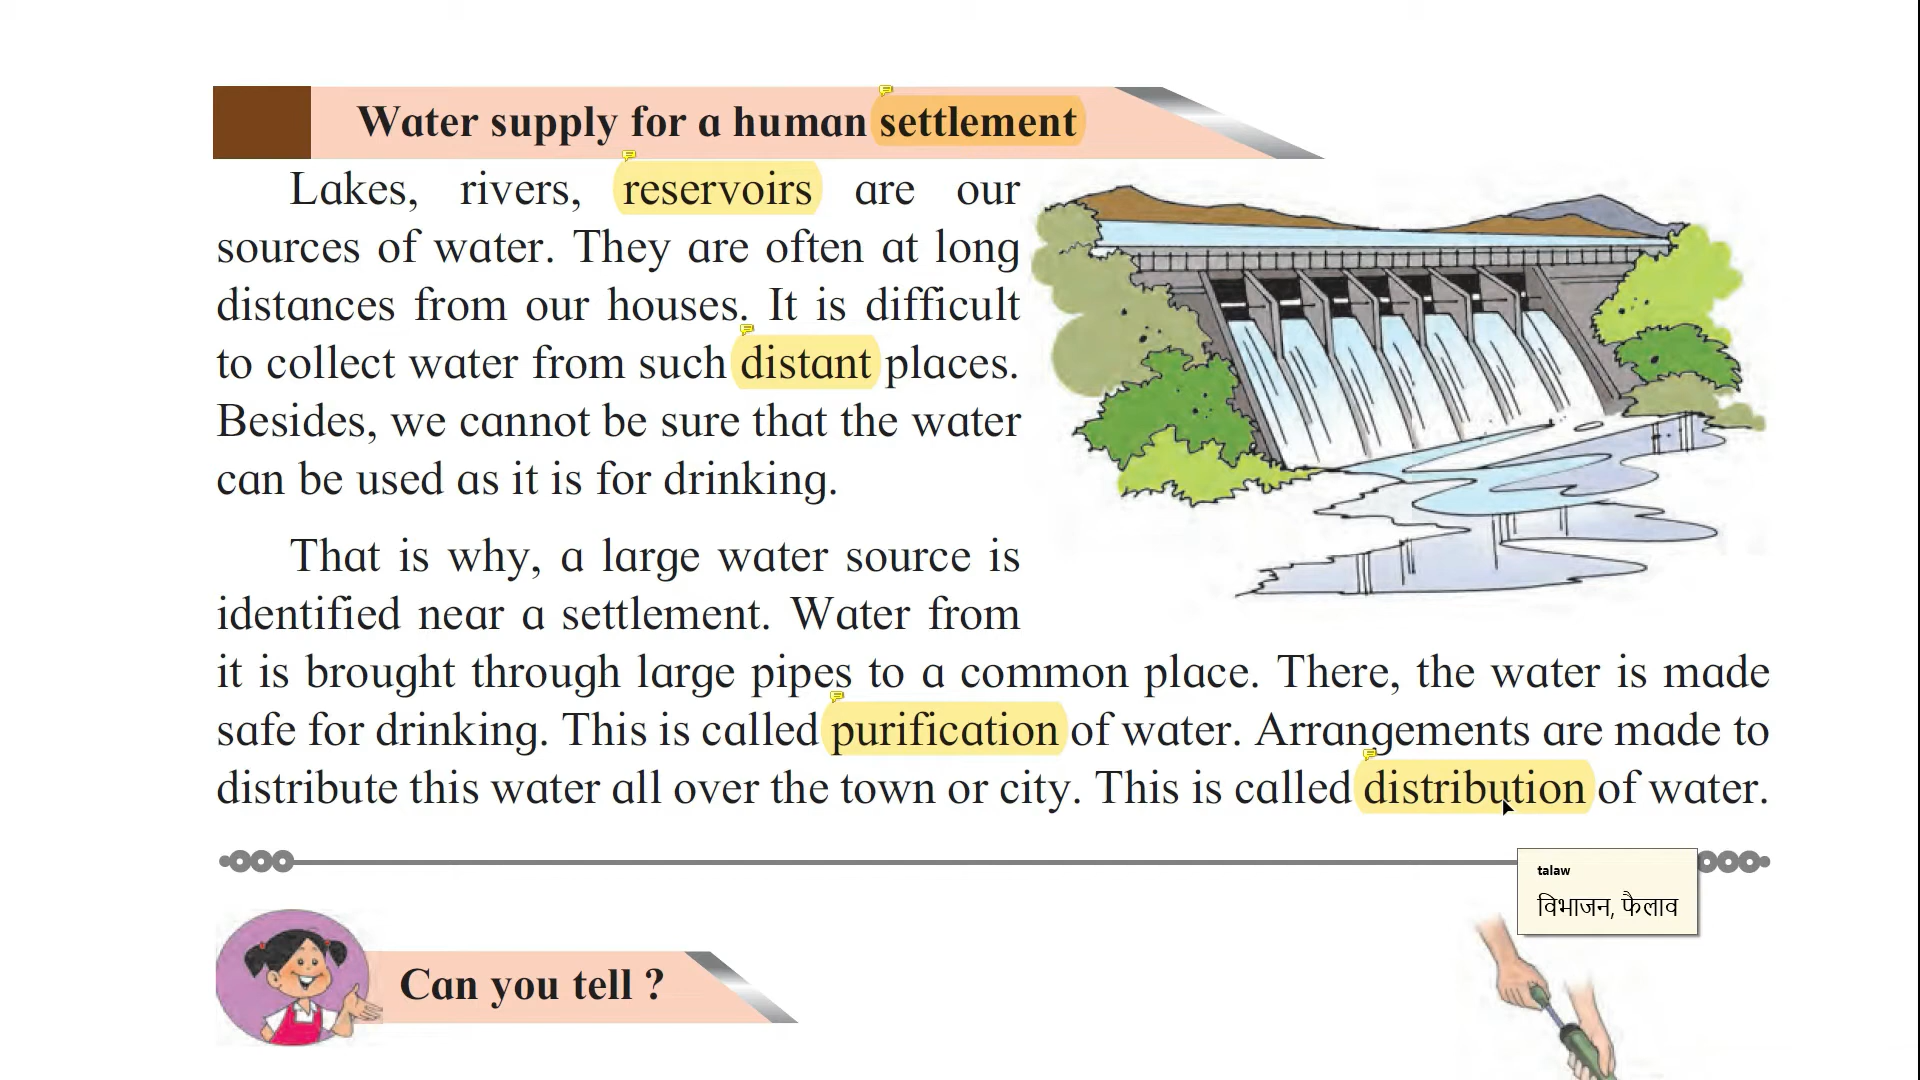 Water supply for a human settlement
Lakes, rivers, reservoirs are our
sources of water. They are often at long
distances from our houses. It is difficult
to collect water from such distant places.
Besides, we cannot be sure that the water
can be used as it is for drinking.
That is why, a large water source is
identified near a settlement. Water from
it is brought through large pipes to a common place. There, the water is made
safe for drinking. This is called purification of water. Arrangements are made to
distribute this water all over the town or city. This is called distribution of water.
talaw
विभाजन, फैलाव
Can you tell ?